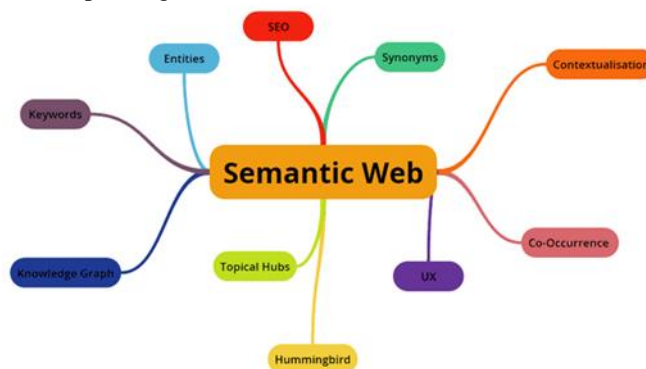 SEO
Entities
Synonyms
Contextualisation
Keywords
Semantic Web
Co-Occurrence
Topical Hubs
Knowledge Graph
UX
Hummingbird